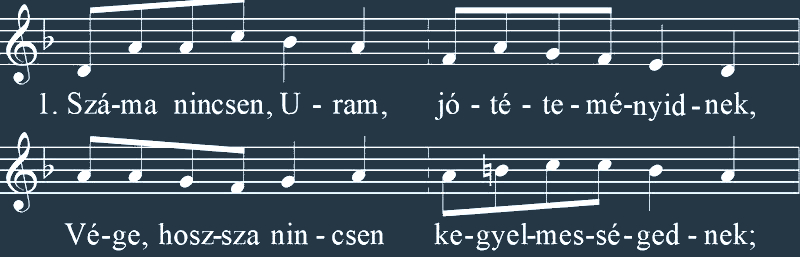 1. Szá-ma nincsen, U - ram, jó - té - te - mé-nyid - nek,
Vé-ge, hosz-sza nin - csen ke-gyel-mes-sé-ged - nek;